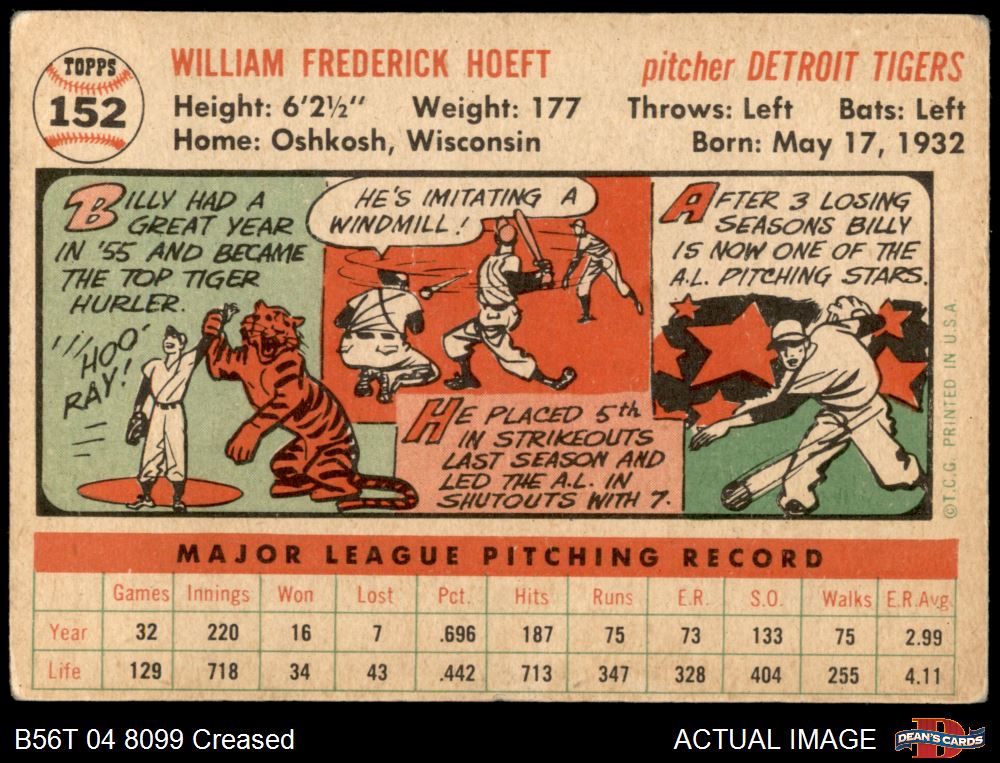 TOPPS
152
WILLIAM FREDERICK HOEFT
pitcher DETROIT TIGERS
Height: 6'2½" Weight: 177 Throws: Left Bats: Left
Home: Oshkosh, Wisconsin Born: May 17, 1932
BILLY HAD A
GREAT YEAR
IN '55 AND BECAME
THE TOP TIGER
HURLER.
HOO
RAY!
HE'S IMITATING A
WINDMILL!
HE PLACED 5th
IN STRIKEOUTS
LAST SEASON AND
LED THE A.L. IN
SHUTOUTS WITH 7.
AFTER 3 LOSING
SEASONS BILLY
IS NOW ONE OF THE
A.L. PITCHING STARS.
©T.C.G. PRINTED IN U.S.A.
MAJOR LEAGUE PITCHING RECORD
Games Innings Won Lost Pct. Hits Runs E.R. S.O. Walks E.R.Avg.
Year 32 220 16 7 .696 187 75 73 133 75 2.99
Life 129 718 34 43 .442 713 347 328 404 255 4.11
B56T 04 8099 Creased
ACTUAL IMAGE
DEAN'S CARDS